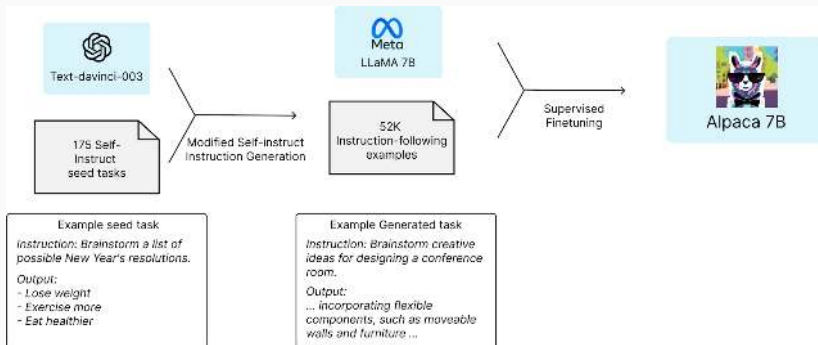 Text-davinci-003
175 Self-
Instruct
seed tasks
Modified Self-instruct
Instruction Generation
Meta
LLaMA 7B
52K
Instruction-following
examples
Supervised
Finetuning
Alpaca 7B
Example seed task
Instruction: Brainstorm a list of
possible New Year's resolutions.
Output:
- Lose weight
- Exercise more
- Eat healthier
Example Generated task
Instruction: Brainstorm creative
ideas for designing a conference
room.
Output:
... incorporating flexible
components, such as moveable
walls and furniture ...